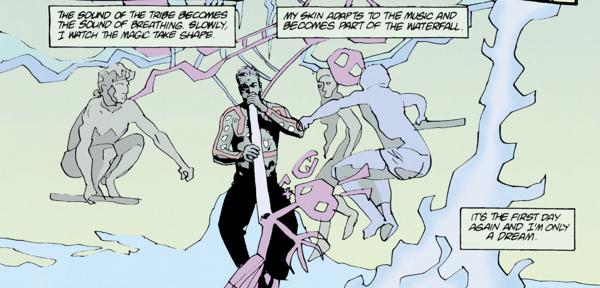 THE SOUND OF THE TRIBE BECOMES
THE SOUND OF BREATHING. SLOWLY,
I WATCH THE MAGIC TAKE SHAPE.
MY SKIN ADAPTS TO THE MUSIC AND
BECOMES PART OF THE WATERFALL.
IT'S THE FIRST DAY
AGAIN AND I'M ONLY
A DREAM.